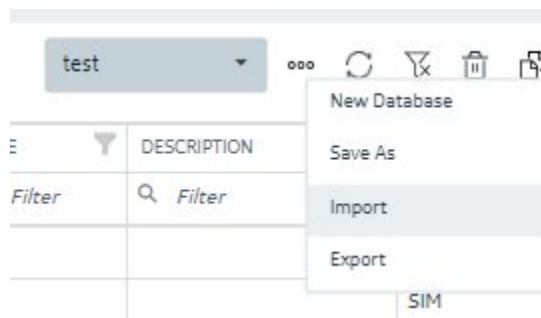 test
New Database
DESCRIPTION
Save As
Filter
Filter
Import
Export
SIM